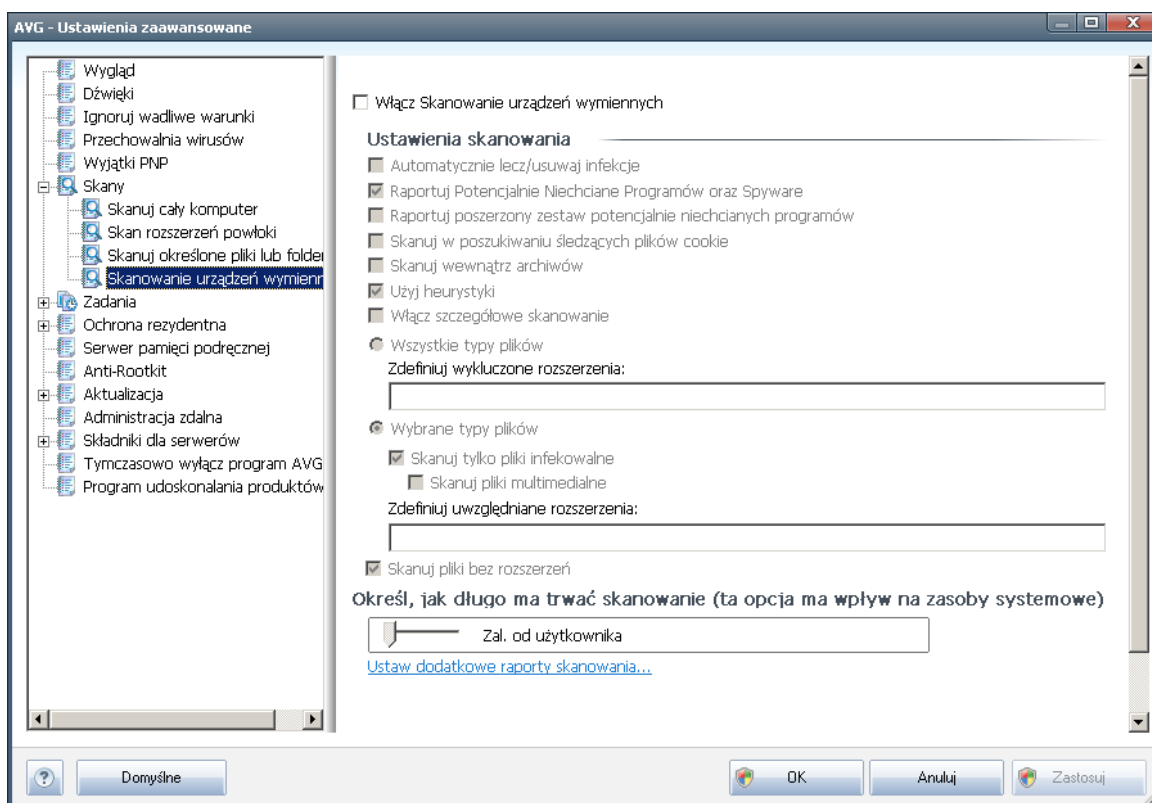 AVG - Ustawienia zaawansowane
Wygląd
Dźwięki
Ignoruj wadliwe warunki
Przechowalnia wirusów
Wyjątki PNP
Skany
Skanuj cały komputer
Skan rozszerzeń powłoki
Skanuj określone pliki lub folder
Skanowanie urządzeń wymienn
Zadania
Ochrona rezydentna
Serwer pamięci podręcznej
Anti-Rootkit
Aktualizacja
Administracja zdalna
Składniki dla serwerów
Tymczasowo wyłącz program AVG
Program udoskonalania produktów
Włącz Skanowanie urządzeń wymiennych
Ustawienia skanowania
Automatycznie lecz/usuwaj infekcje
Raportuj Potencjalnie Niechciane Programów oraz Spyware
Raportuj poszerzony zestaw potencjalnie niechcianych programów
Skanuj w poszukiwaniu śledzących plików cookie
Skanuj wewnątrz archiwów
Użyj heurystyki
Włącz szczegółowe skanowanie
Wszystkie typy plików
Zdefiniuj wykluczone rozszerzenia:
Wybrane typy plików
Skanuj tylko pliki infekowalne
Skanuj pliki multimedialne
Zdefiniuj uwzględniane rozszerzenia:
Skanuj pliki bez rozszerzeń
Określ, jak długo ma trwać skanowanie (ta opcja ma wpływ na zasoby systemowe)
Zal. od użytkownika
Ustaw dodatkowe raporty skanowania...
? Domyślne OK Anuluj Zastosuj